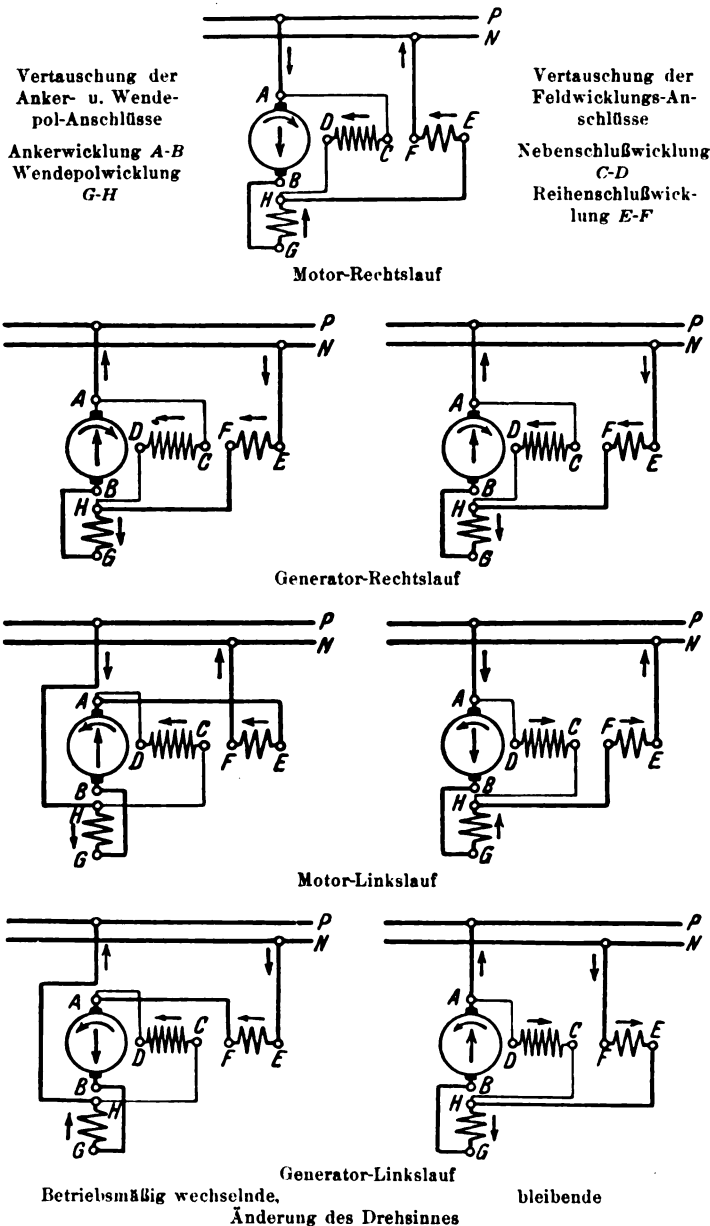 P
N
Vertauschung der
Anker- u. Wende-
pol-Anschlüsse
Ankerwicklung A-B
Wendepolwicklung
G-H
Vertauschung der
Feldwicklungs-An-
schlüsse
Nebenschlußwicklung
C-D
Reihenschlußwick-
lung E-F
A
D
C
F
E
B
H
G
Motor-Rechtslauf
P
N
A
D
C
F
E
B
H
G
P
N
A
D
C
F
E
B
H
G
Generator-Rechtslauf
P
N
A
D
C
F
E
B
H
G
P
N
A
D
C
F
E
B
H
G
Motor-Linkslauf
P
N
A
D
C
F
E
B
H
G
P
N
A
D
C
F
E
B
H
G
Generator-Linkslauf
Betriebsmäßig wechselnde, bleibende
Änderung des Drehsinnes